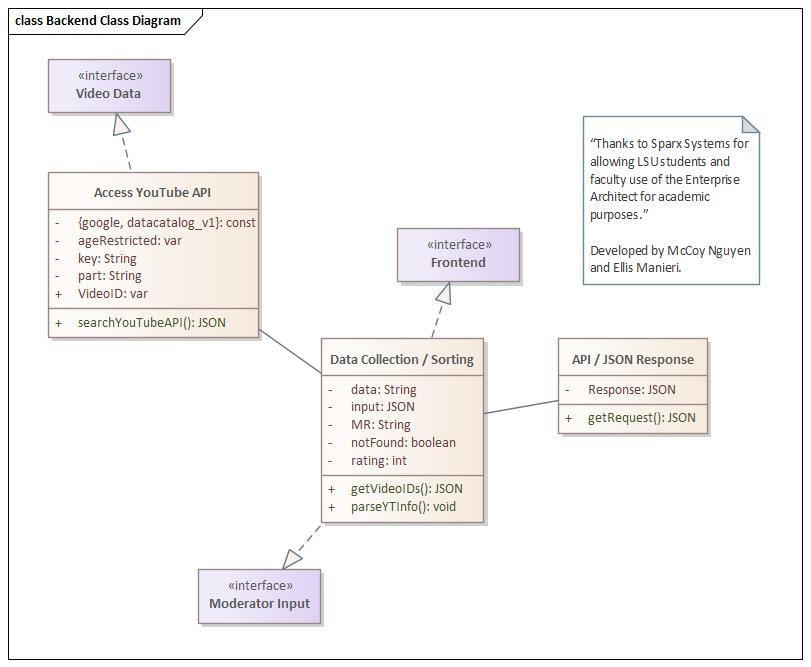 class Backend Class Diagram
«interface»
Video Data
Access YouTube API
- {google, datacatalog_v1}: const
- ageRestricted: var
- key: String
- part: String
+ VideoID: var
+ searchYouTubeAPI(): JSON
«interface»
Frontend
“Thanks to Sparx Systems for
allowing LSU students and
faculty use of the Enterprise
Architect for academic
purposes.”
Developed by McCoy Nguyen
and Ellis Manieri.
Data Collection / Sorting
- data: String
- input: JSON
- MR: String
- notFound: boolean
- rating: int
+ getVideoIDs(): JSON
+ parseYTInfo(): void
API / JSON Response
- Response: JSON
+ getRequest(): JSON
«interface»
Moderator Input